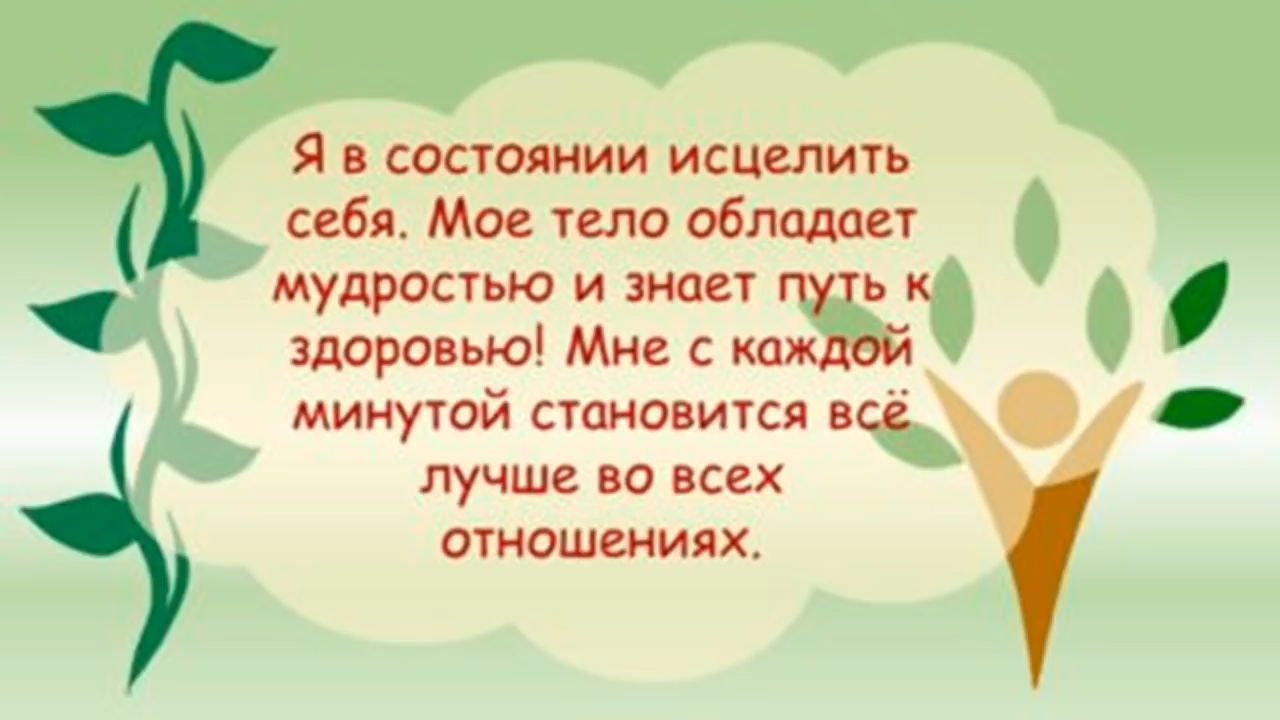 Я в состоянии исцелить
себя. Мое тело обладает
мудростью и знает путь к
здоровью! Мне с каждой
минутой становится всё
лучше во всех
отношениях.